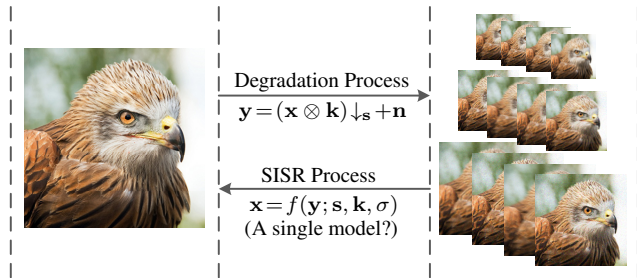 Degradation Process
y=(x ⊗ k)↓s+n
SISR Process
x=f(y;s,k,σ)
(A single model?)